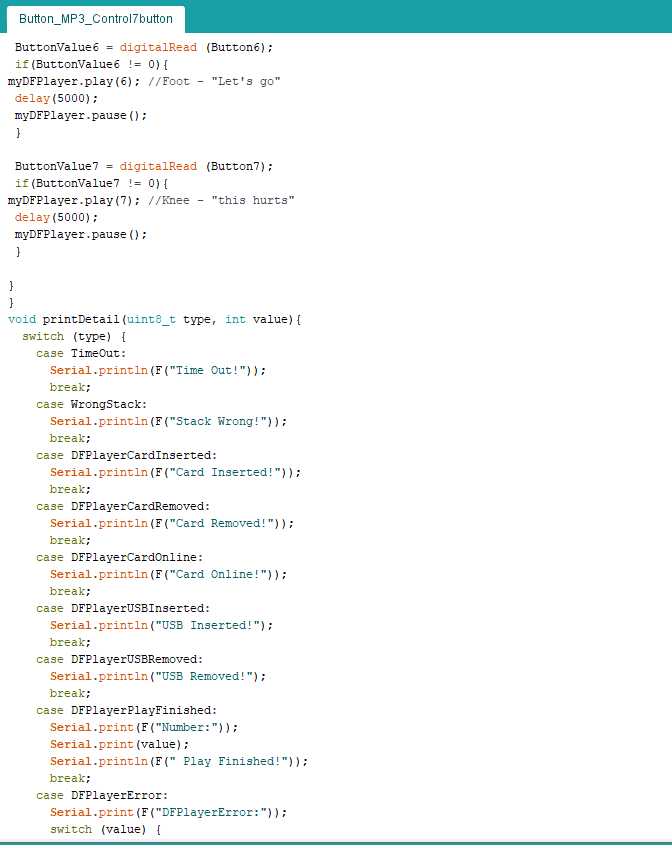 Button_MP3_Control7button
ButtonValue6 = digitalRead (Button6);
if(ButtonValue6 != 0){
myDFPlayer.play(6); //Foot - "Let's go"
delay(5000);
myDFPlayer.pause();
}
ButtonValue7 = digitalRead (Button7);
if(ButtonValue7 != 0){
myDFPlayer.play(7); //Knee - "this hurts"
delay(5000);
myDFPlayer.pause();
}
}
}
void printDetail(uint8_t type, int value){
switch (type) {
case TimeOut:
Serial.println(F("Time Out!"));
break;
case WrongStack:
Serial.println(F("Stack Wrong!"));
break;
case DFPlayerCardInserted:
Serial.println(F("Card Inserted!"));
break;
case DFPlayerCardRemoved:
Serial.println(F("Card Removed!"));
break;
case DFPlayerCardOnline:
Serial.println(F("Card Online!"));
break;
case DFPlayerUSBInserted:
Serial.println("USB Inserted!");
break;
case DFPlayerUSBRemoved:
Serial.println("USB Removed!");
break;
case DFPlayerPlayFinished:
Serial.print(F("Number:"));
Serial.print(value);
Serial.println(F(" Play Finished!"));
break;
case DFPlayerError:
Serial.print(F("DFPlayerError:"));
switch (value) {